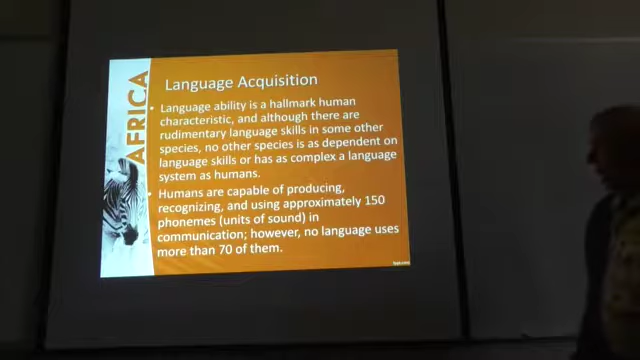 AFRICA
Language Acquisition
• Language ability is a hallmark human
characteristic, and although there are
rudimentary language skills in some other
species, no other species is as dependent on
language skills or has as complex a language
system as humans.
• Humans are capable of producing,
recognizing, and using approximately 150
phonemes (units of sound) in
communication; however, no language uses
more than 70 of them.